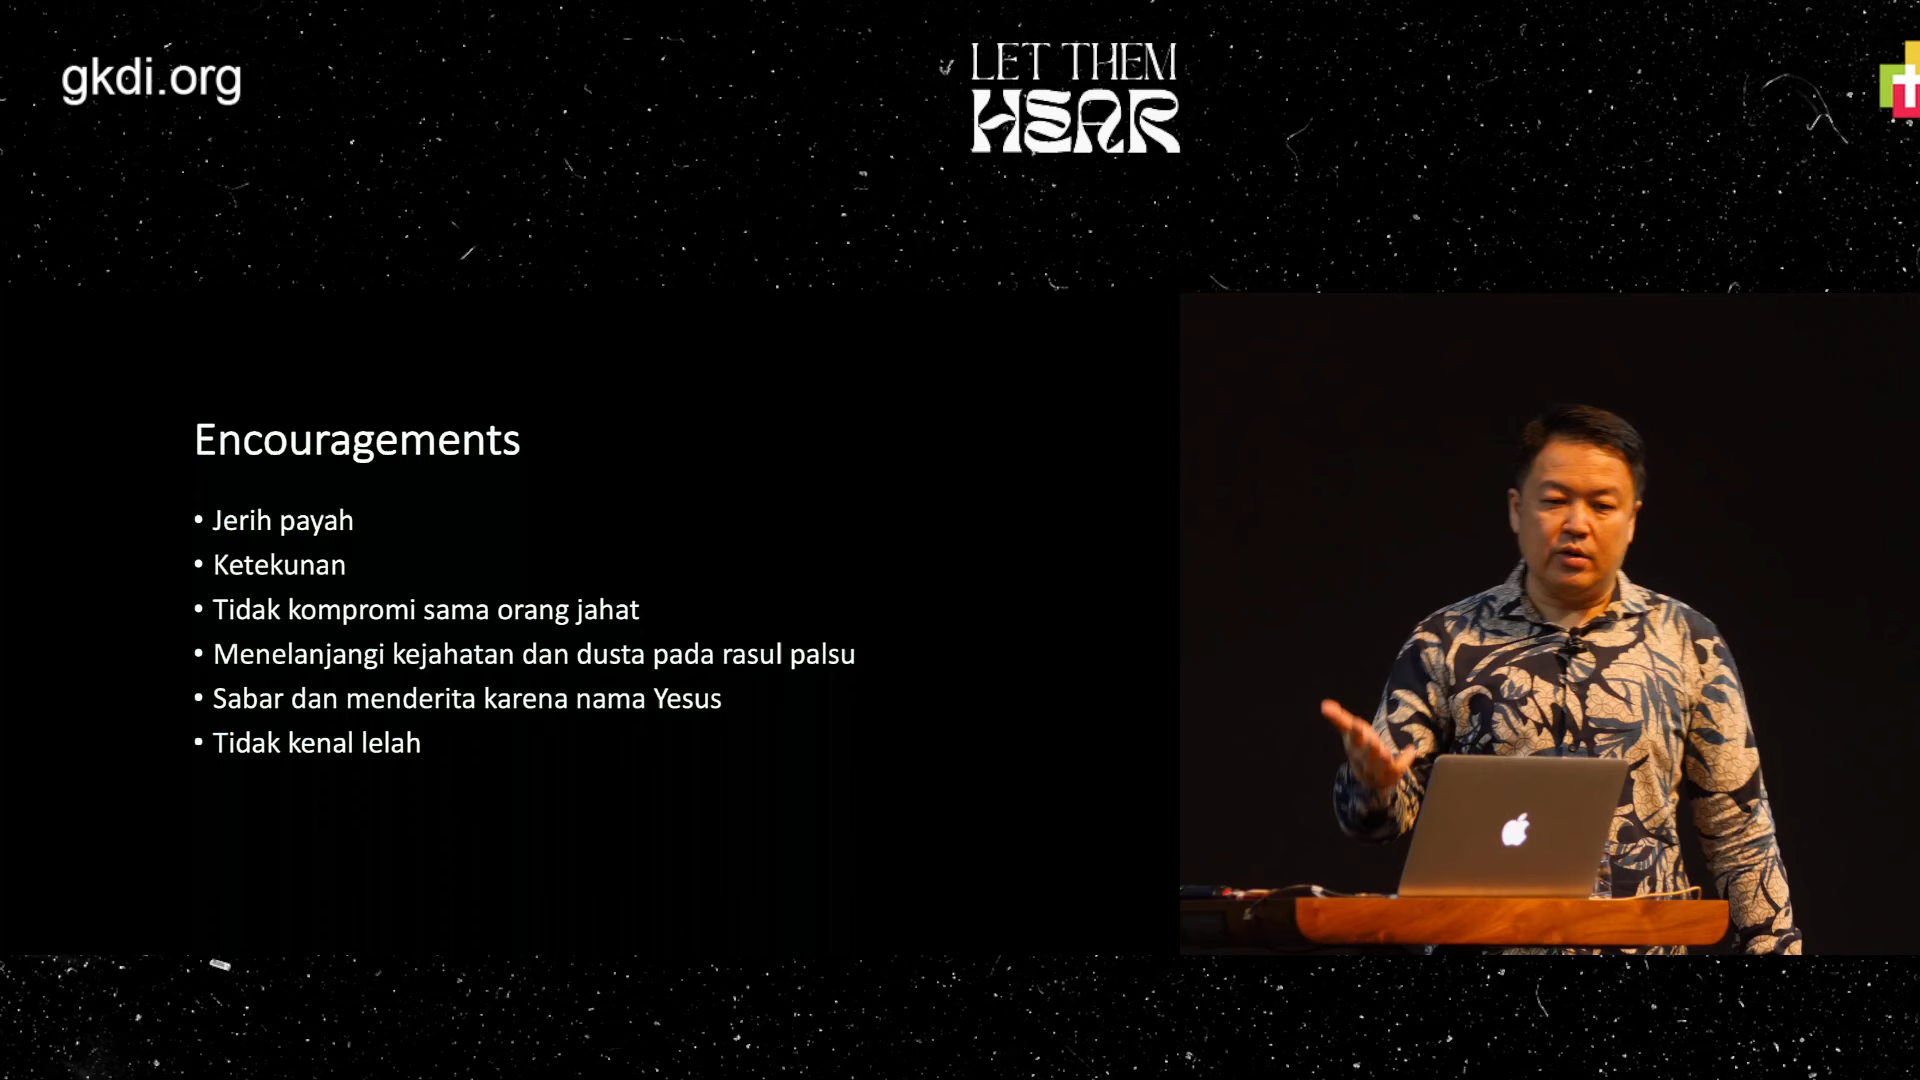 gkdi.org
LET THEM
HEAR
Encouragements
• Jerih payah
• Ketekunan
• Tidak kompromi sama orang jahat
• Menelanjangi kejahatan dan dusta pada rasul palsu
• Sabar dan menderita karena nama Yesus
• Tidak kenal lelah